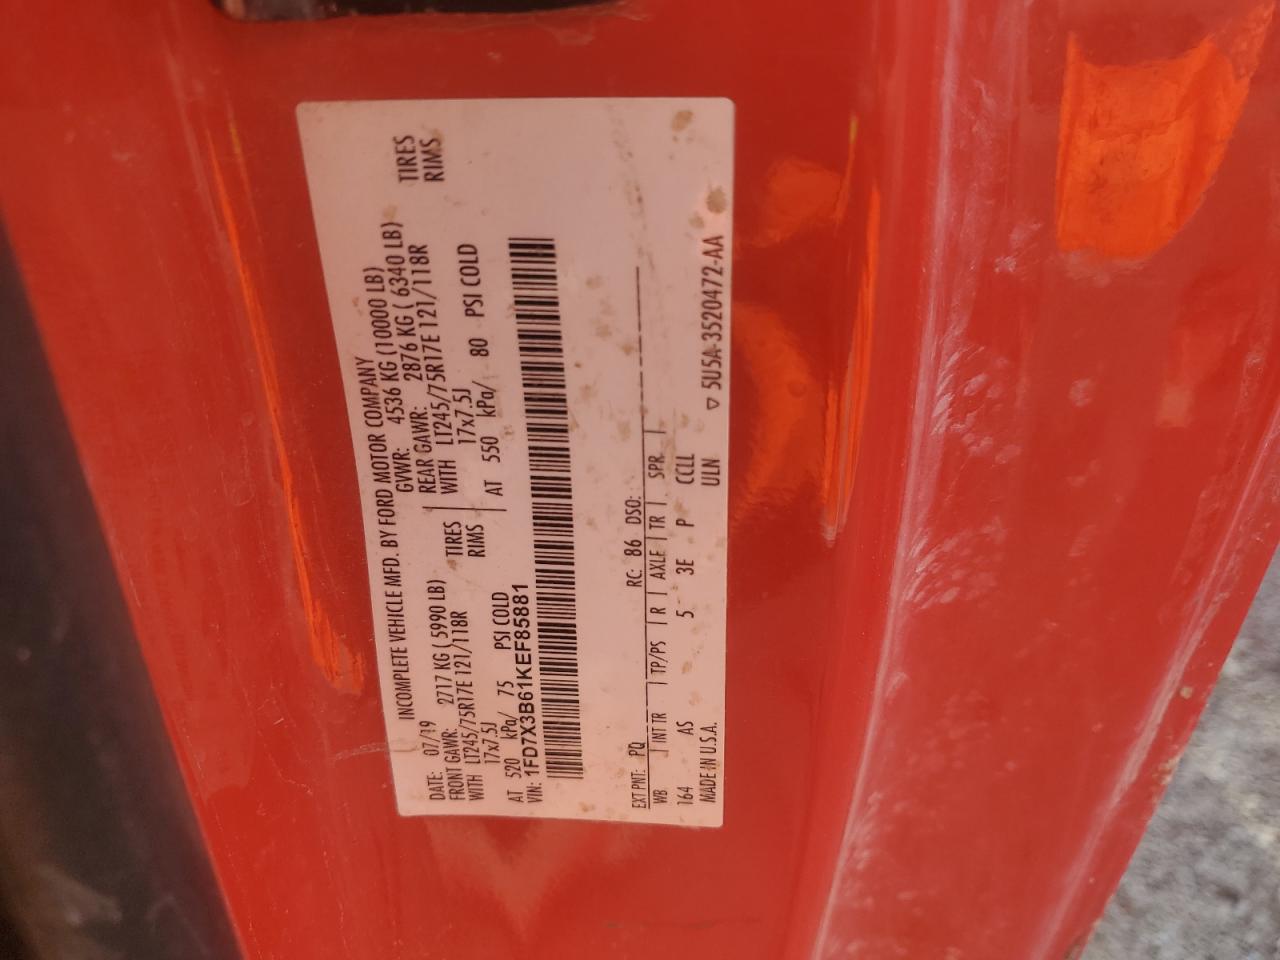 INCOMPLETE VEHICLE MFD. BY FORD MOTOR COMPANY
DATE: 07/19 GVWR: 4536 KG (10000 LB)
FRONT GAWR: 2717 KG ( 5990 LB) REAR GAWR: 2876 KG ( 6340 LB)
WITH LT245/75R17E 121/118R TIRES WITH LT245/75R17E 121/118R TIRES
17x7.5J RIMS 17x7.5J RIMS
AT 520 kPa/ 75 PSI COLD AT 550 kPa/ 80 PSI COLD
VIN: 1FD7X3B61KEF85881
EXT PNT: PQ RC: 86 DSO:
WB INT TR TP/PS R AXLE TR SPR
164 AS 5 3E P CCLL
MADE IN U.S.A. ULN ▽ 5U5A-3520472-AA